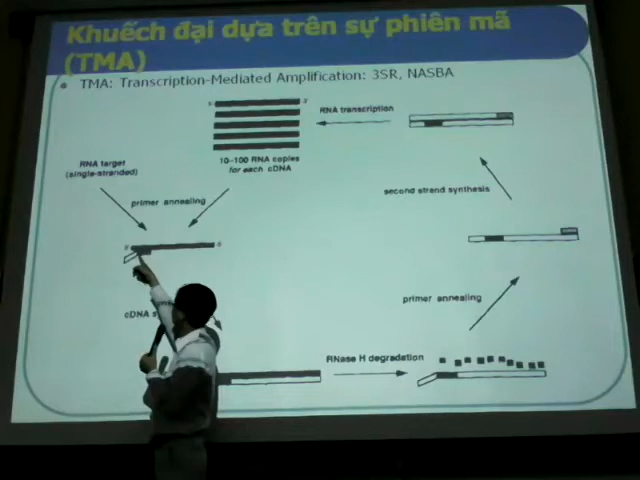 Khuếch đại dựa trên sự phiên mã
(TMA)
TMA: Transcription-Mediated Amplification: 3SR, NASBA
RNA transcription
10–100 RNA copies
for each cDNA
RNA target
(single-stranded)
primer annealing
second strand synthesis
primer annealing
cDNA
RNase H degradation